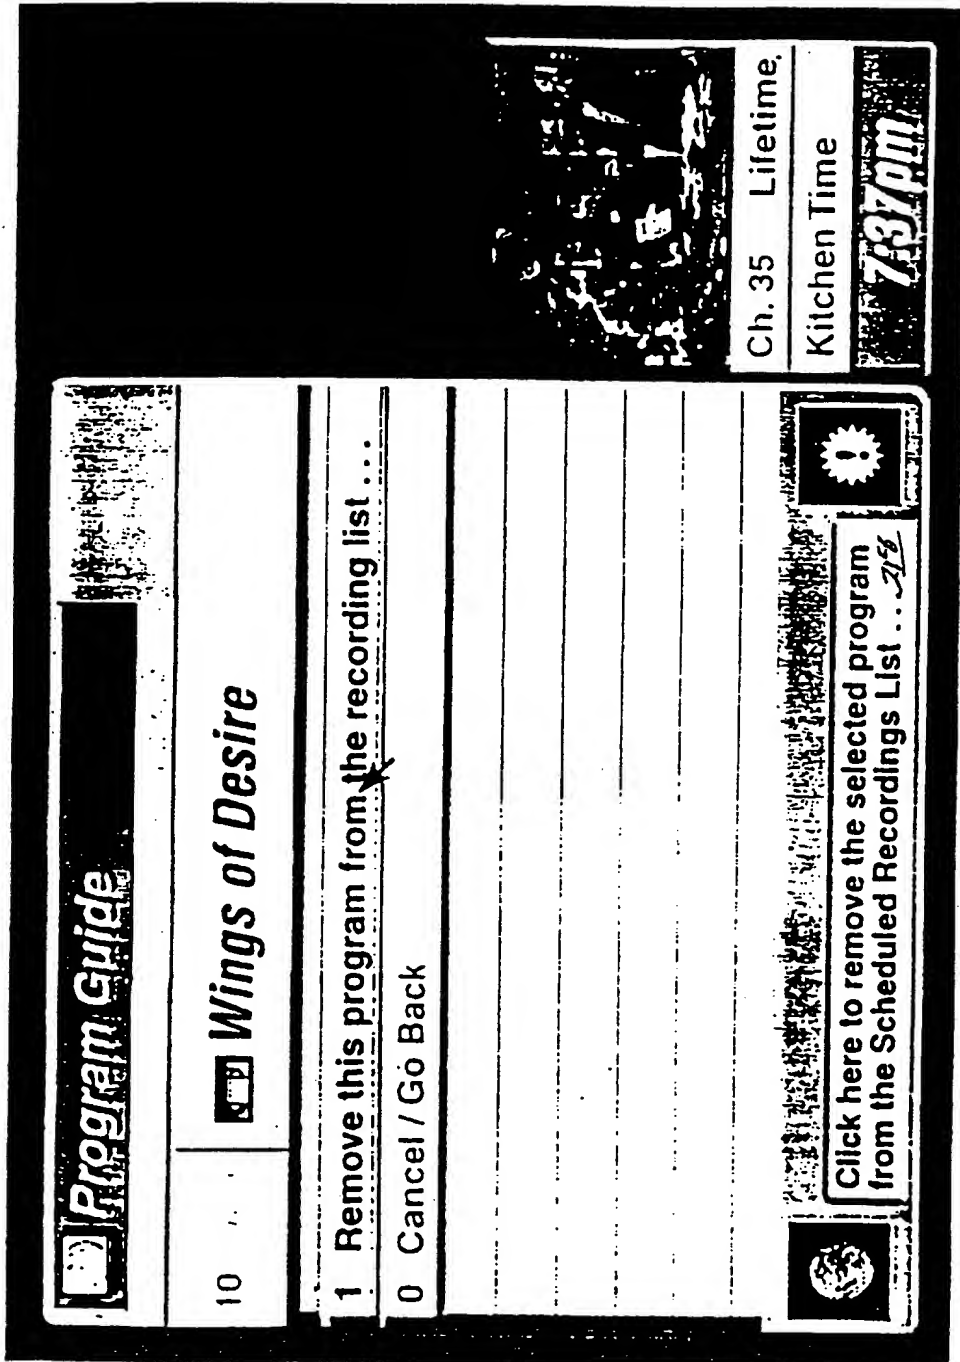 Program Guide
10
Wings of Desire
1 Remove this program from the recording list . . .
0 Cancel / Go Back
Click here to remove the selected program
from the Scheduled Recordings List . . .
!
Ch. 35 Lifetime
Kitchen Time
7:37pm